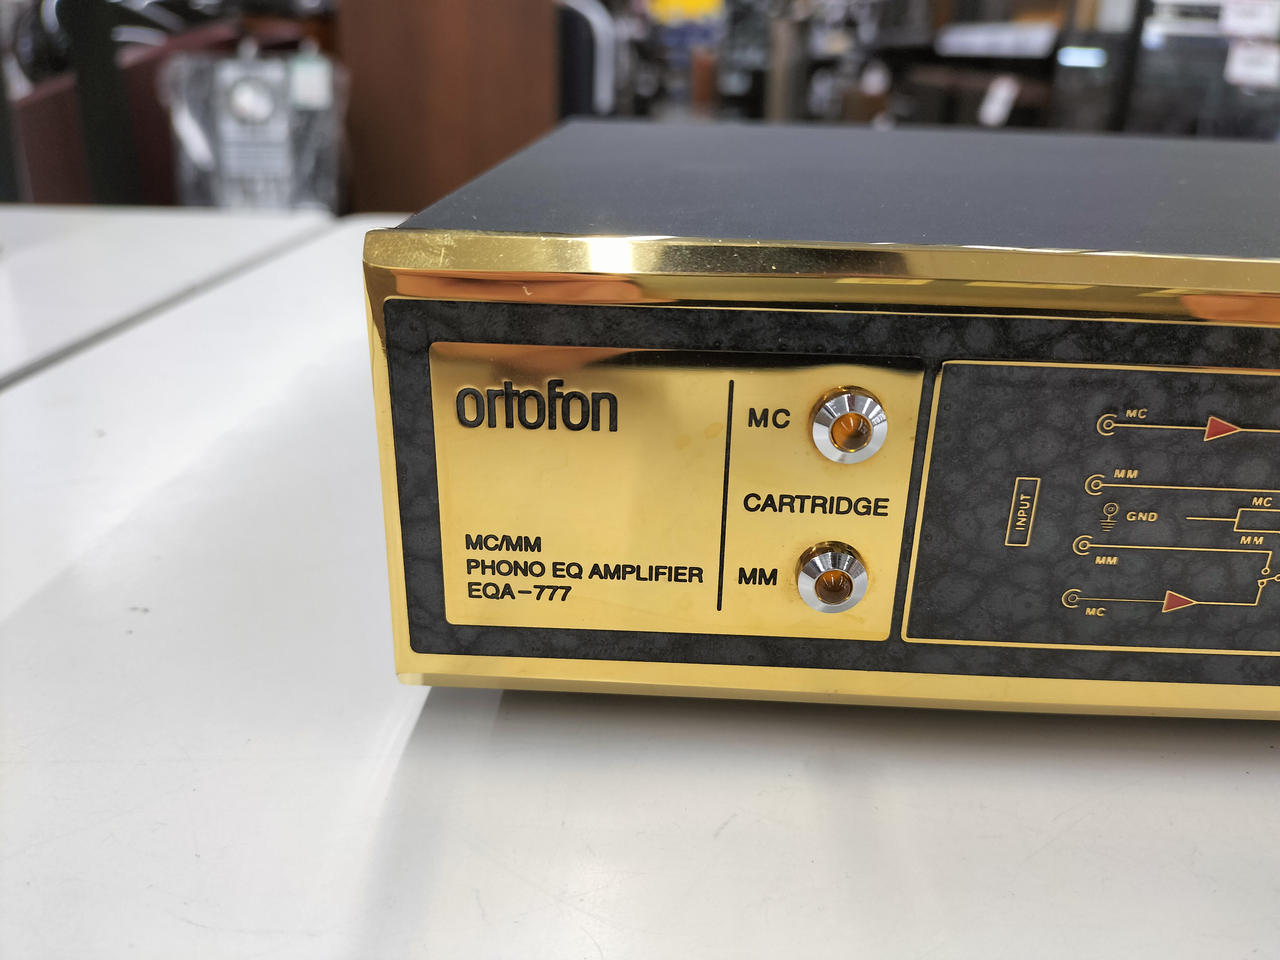 ortofon
MC/MM
PHONO EQ AMPLIFIER
EQA-777
MC
CARTRIDGE
MM
INPUT
MC
MM
GND
MC
MM
MM
MC